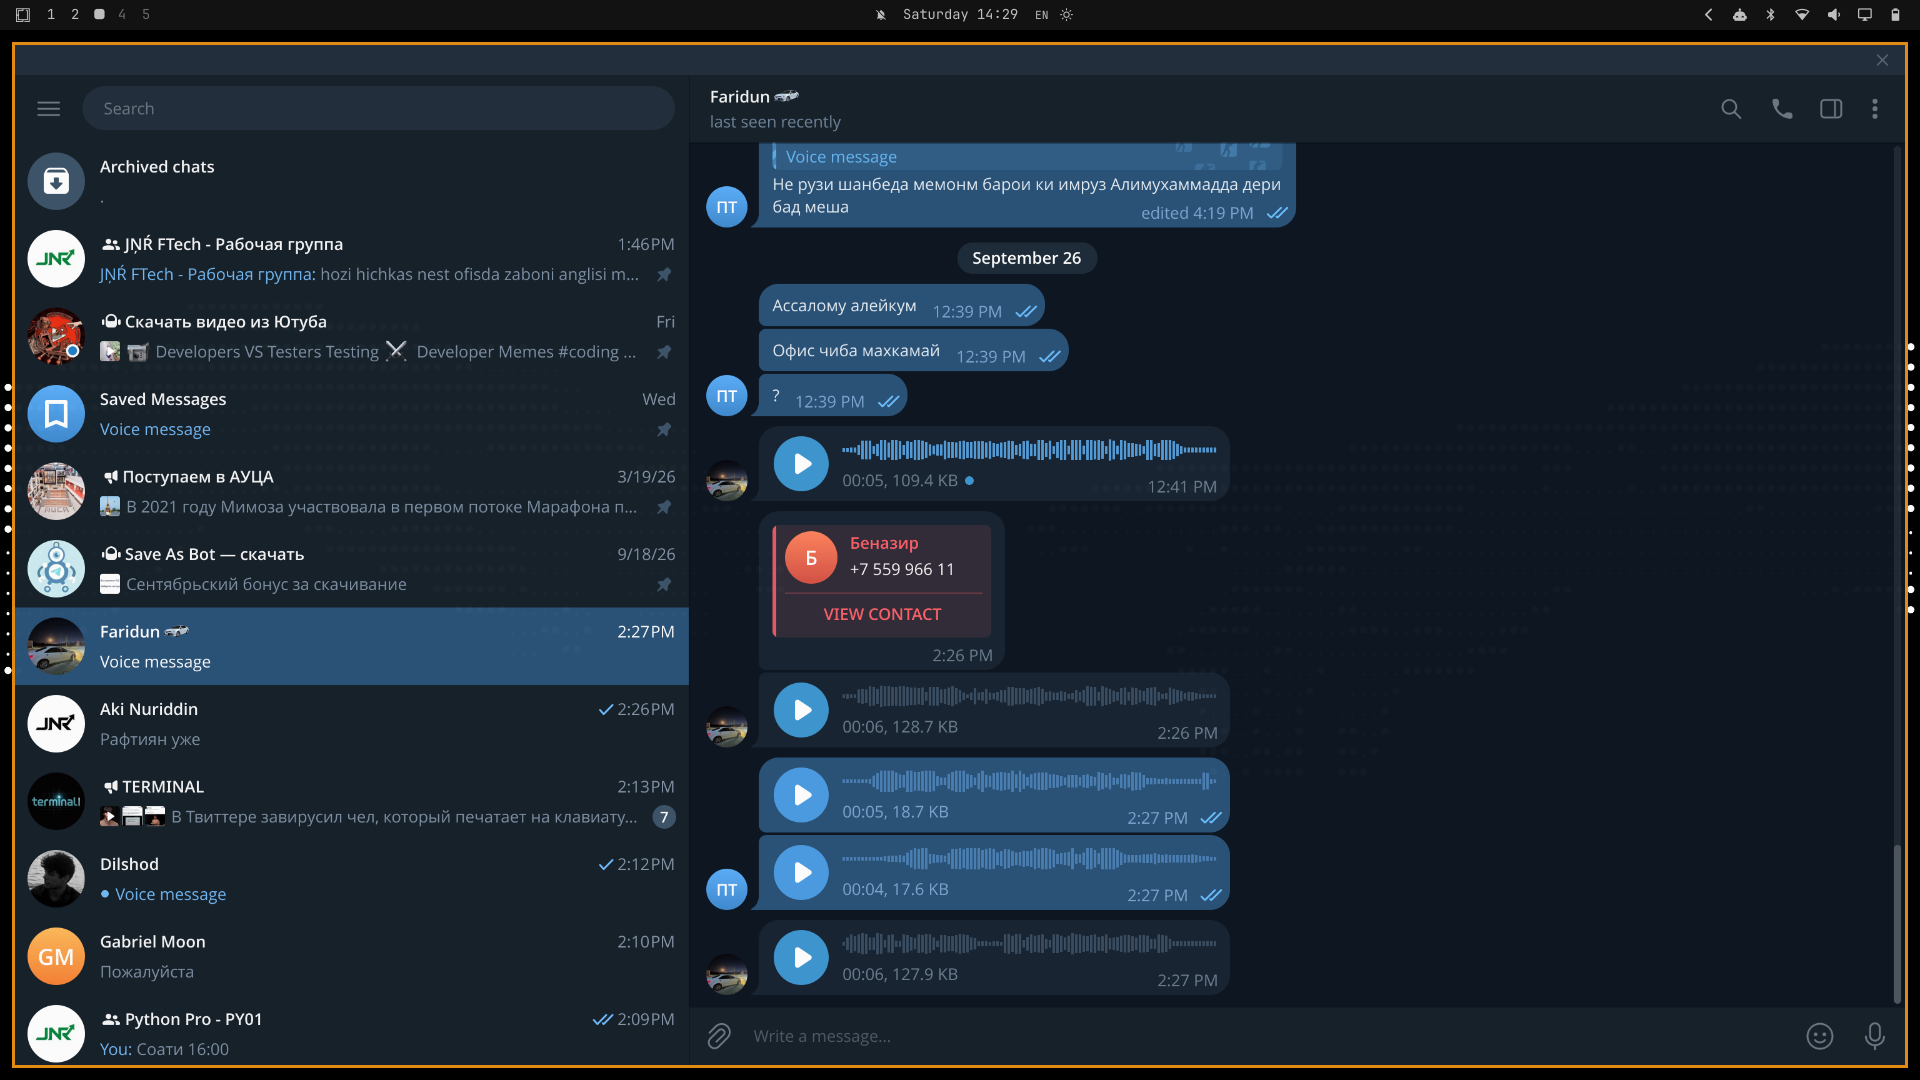 1 2 4 5
Saturday 14:29 EN
Search
Archived chats
.
JŅŔ FTech - Рабочая группа 1:46PM
JŅŔ FTech - Рабочая группа: hozi hichkas nest ofisda zaboni anglisi m...
Скачать видео из Ютуба Fri
Developers VS Testers Testing Developer Memes #coding ...
Saved Messages Wed
Voice message
Поступаем в АУЦА 3/19/26
В 2021 году Мимоза участвовала в первом потоке Марафона п...
Save As Bot — скачать 9/18/26
Сентябрьский бонус за скачивание
Faridun 2:27PM
Voice message
JNR
Aki Nuriddin 2:26PM
Рафтиян уже
terminal!
TERMINAL 2:13PM
В Твиттере завирусил чел, который печатает на клавиату... 7
Dilshod 2:12PM
Voice message
GM
Gabriel Moon 2:10PM
Пожалуйста
JNR
Python Pro - PY01 2:09PM
You: Соати 16:00
Faridun
last seen recently
Voice message
Не рузи шанбеда мемонм барои ки имруз Алимухаммадда дери
бад меша
edited 4:19 PM
ПТ
September 26
Ассалому алейкум 12:39 PM
Офис чиба махкамай 12:39 PM
ПТ
? 12:39 PM
00:05, 109.4 KB 12:41 PM
Б
Беназир
+7 559 966 11
VIEW CONTACT
2:26 PM
00:06, 128.7 KB 2:26 PM
00:05, 18.7 KB 2:27 PM
ПТ
00:04, 17.6 KB 2:27 PM
00:06, 127.9 KB 2:27 PM
Write a message...